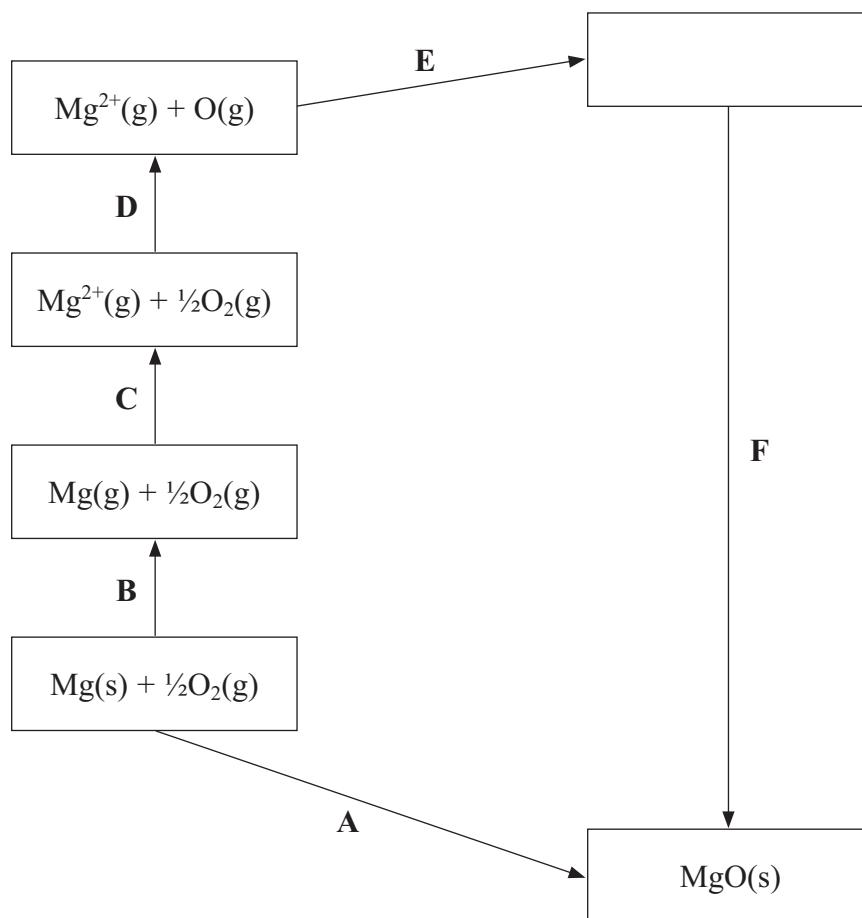 E
Mg²⁺(g) + O(g)
D
Mg²⁺(g) + ½O₂(g)
C
Mg(g) + ½O₂(g)
F
B
Mg(s) + ½O₂(g)
A
MgO(s)